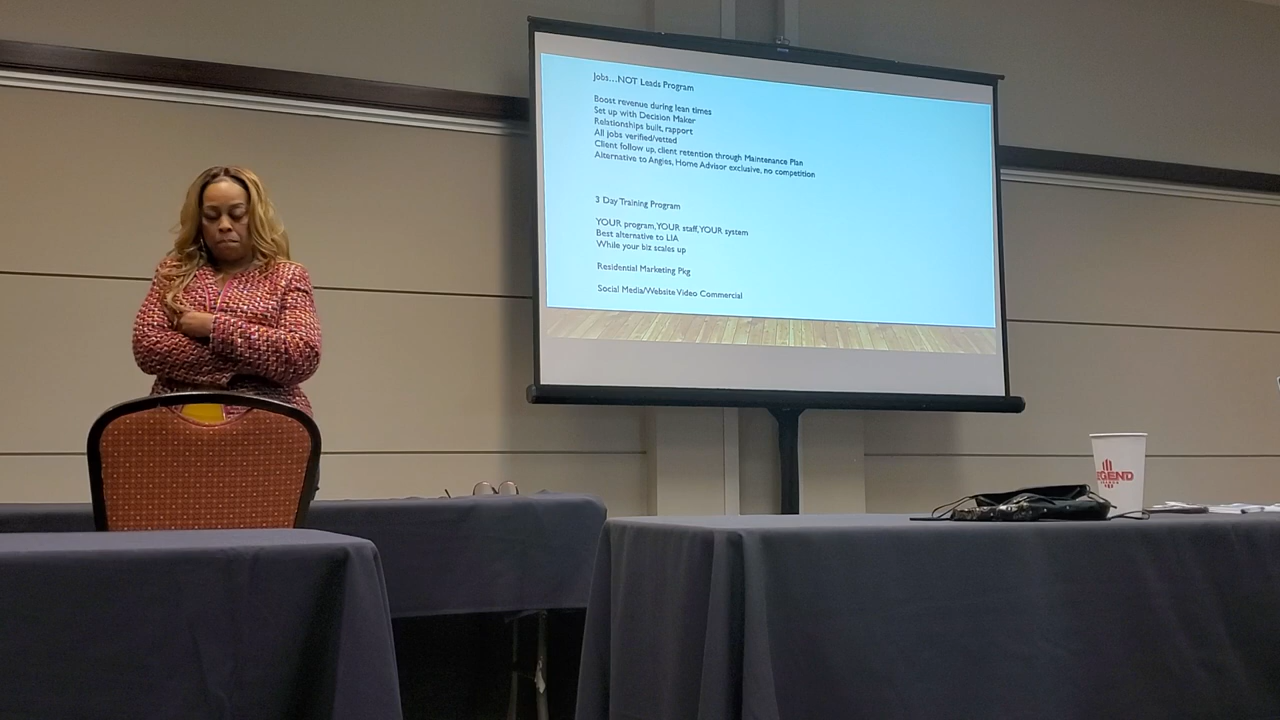 Jobs...NOT Leads Program
Boost revenue during lean times
Set up with Decision Maker
Relationships built, rapport
All jobs verified/vetted
Client follow up, client retention through Maintenance Plan
Alternative to Angies, Home Advisor exclusive, no competition
3 Day Training Program
YOUR program, YOUR staff, YOUR system
Best alternative to LIA
While your biz scales up
Residential Marketing Pkg
Social Media/Website Video Commercial
EGEND